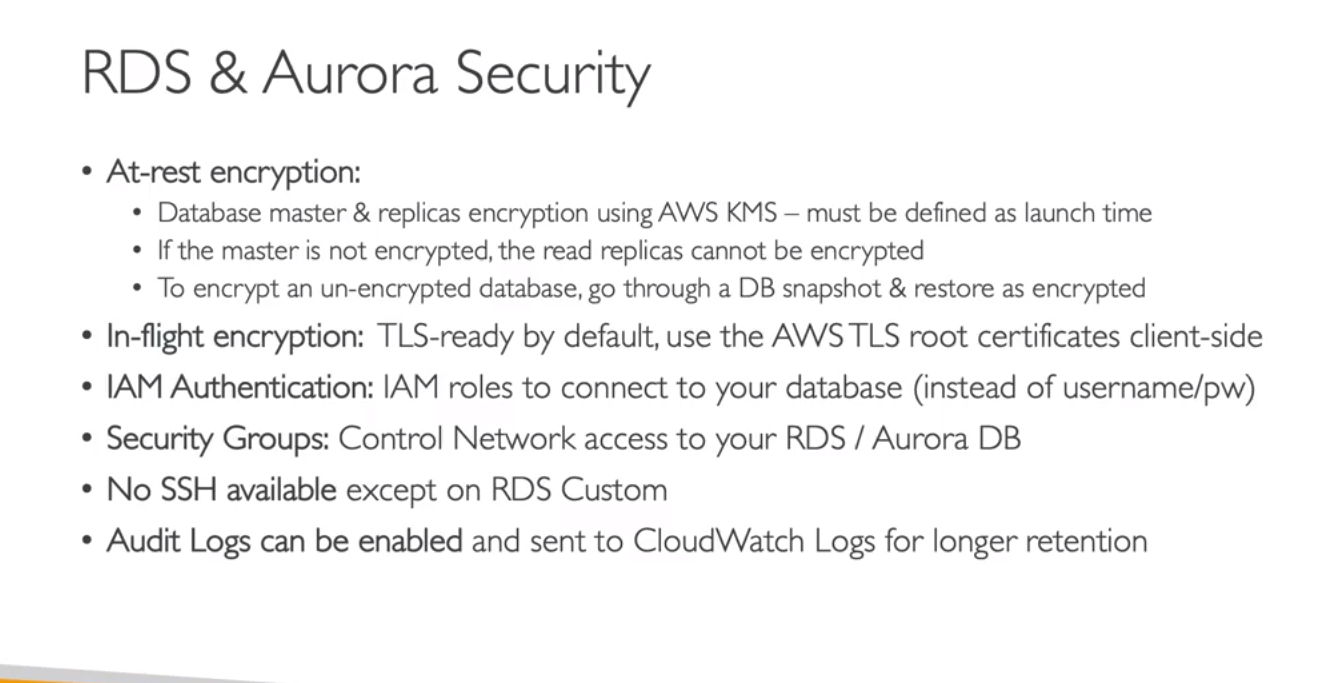 RDS & Aurora Security
• At-rest encryption:
• Database master & replicas encryption using AWS KMS – must be defined as launch time
• If the master is not encrypted, the read replicas cannot be encrypted
• To encrypt an un-encrypted database, go through a DB snapshot & restore as encrypted
• In-flight encryption: TLS-ready by default, use the AWS TLS root certificates client-side
• IAM Authentication: IAM roles to connect to your database (instead of username/pw)
• Security Groups: Control Network access to your RDS / Aurora DB
• No SSH available except on RDS Custom
• Audit Logs can be enabled and sent to CloudWatch Logs for longer retention